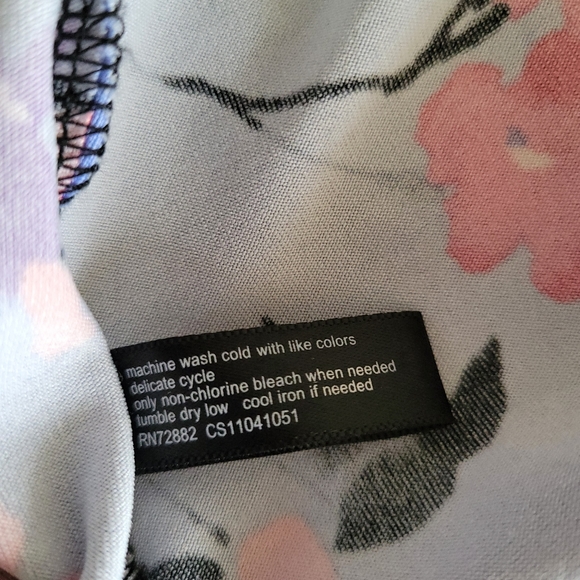 machine wash cold with like colors
delicate cycle
only non-chlorine bleach when needed
tumble dry low cool iron if needed
RN72882 CS11041051